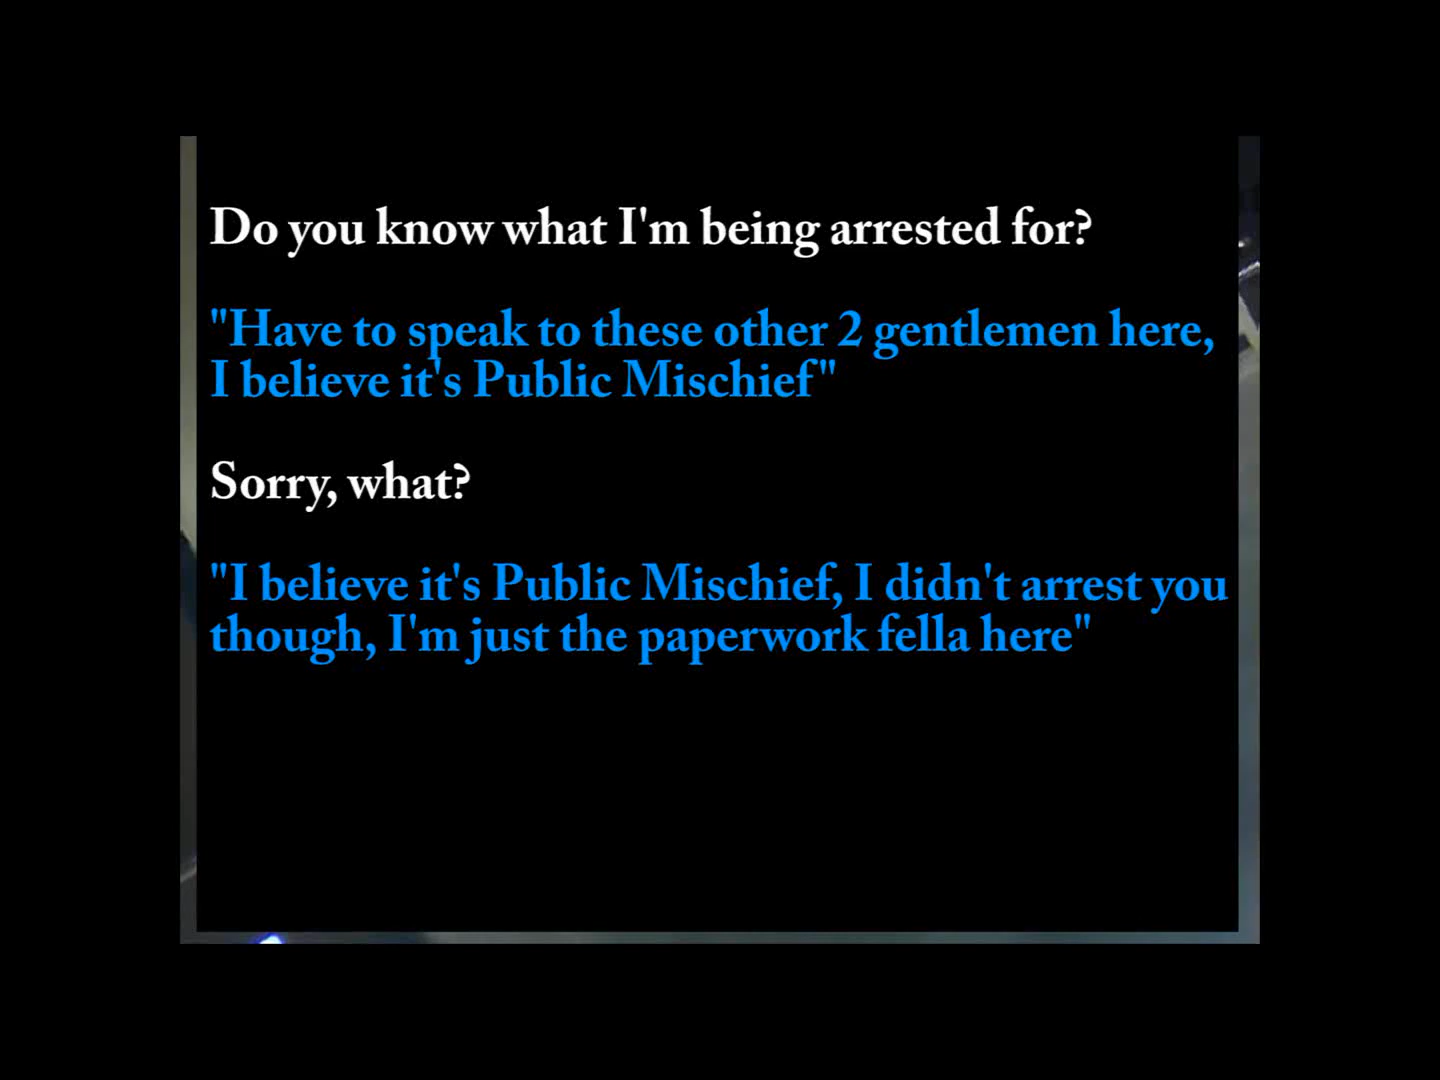 Do you know what I'm being arrested for?
"Have to speak to these other 2 gentlemen here,
I believe it's Public Mischief"
Sorry, what?
"I believe it's Public Mischief, I didn't arrest you
though, I'm just the paperwork fella here"